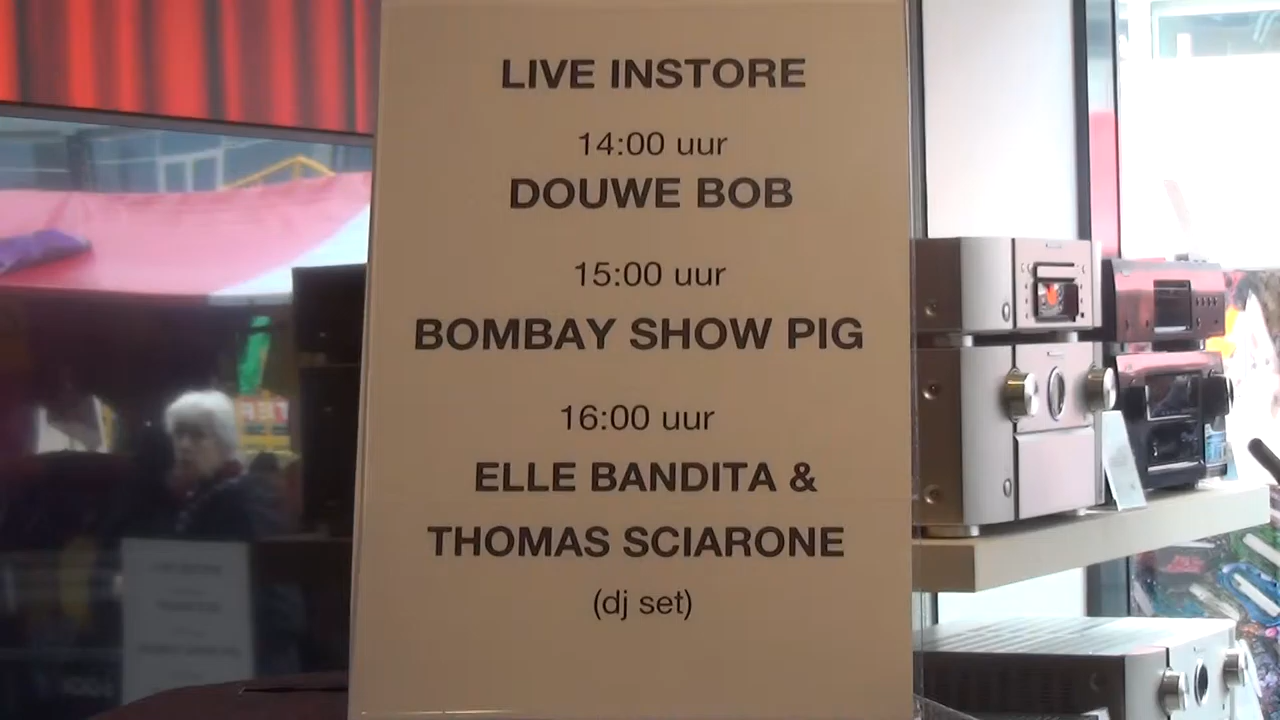 LIVE INSTORE
14:00 uur
DOUWE BOB
15:00 uur
BOMBAY SHOW PIG
16:00 uur
ELLE BANDITA &
THOMAS SCIARONE
(dj set)